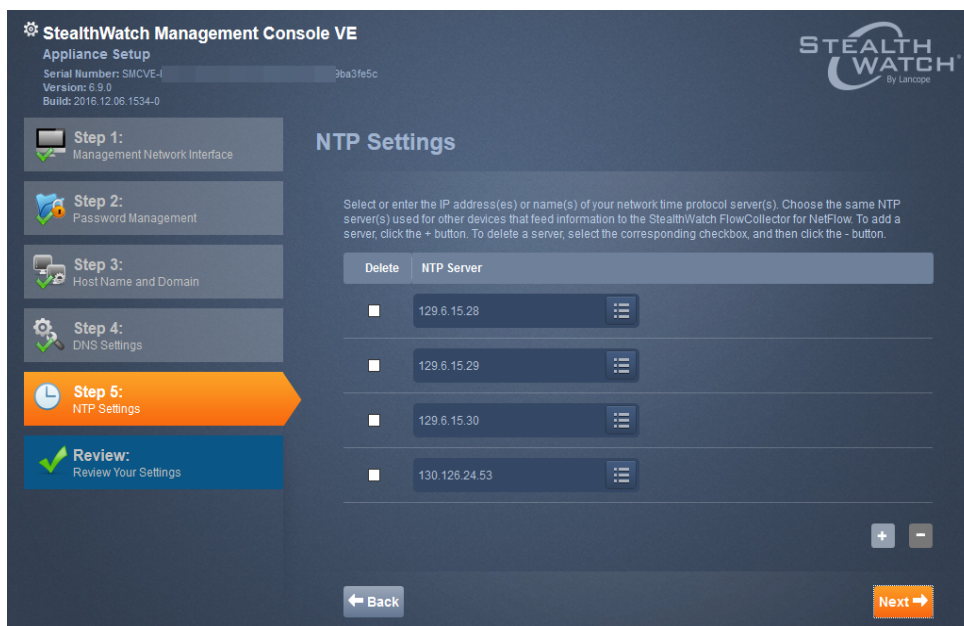 StealthWatch Management Console VE
Appliance Setup
Serial Number: SMCVE- 9ba3fe5c
Version: 6.9.0
Build: 2016.12.06.1534-0
STEALTH
WATCH
By Lancope
Step 1:
Management Network Interface
Step 2:
Password Management
Step 3:
Host Name and Domain
Step 4:
DNS Settings
Step 5:
NTP Settings
Review:
Review Your Settings
NTP Settings
Select or enter the IP address(es) or name(s) of your network time protocol server(s). Choose the same NTP
server(s) used for other devices that feed information to the StealthWatch FlowCollector for NetFlow. To add a
server, click the + button. To delete a server, select the corresponding checkbox, and then click the - button.
Delete NTP Server
129.6.15.28
129.6.15.29
129.6.15.30
130.126.24.53
+ -
Back Next